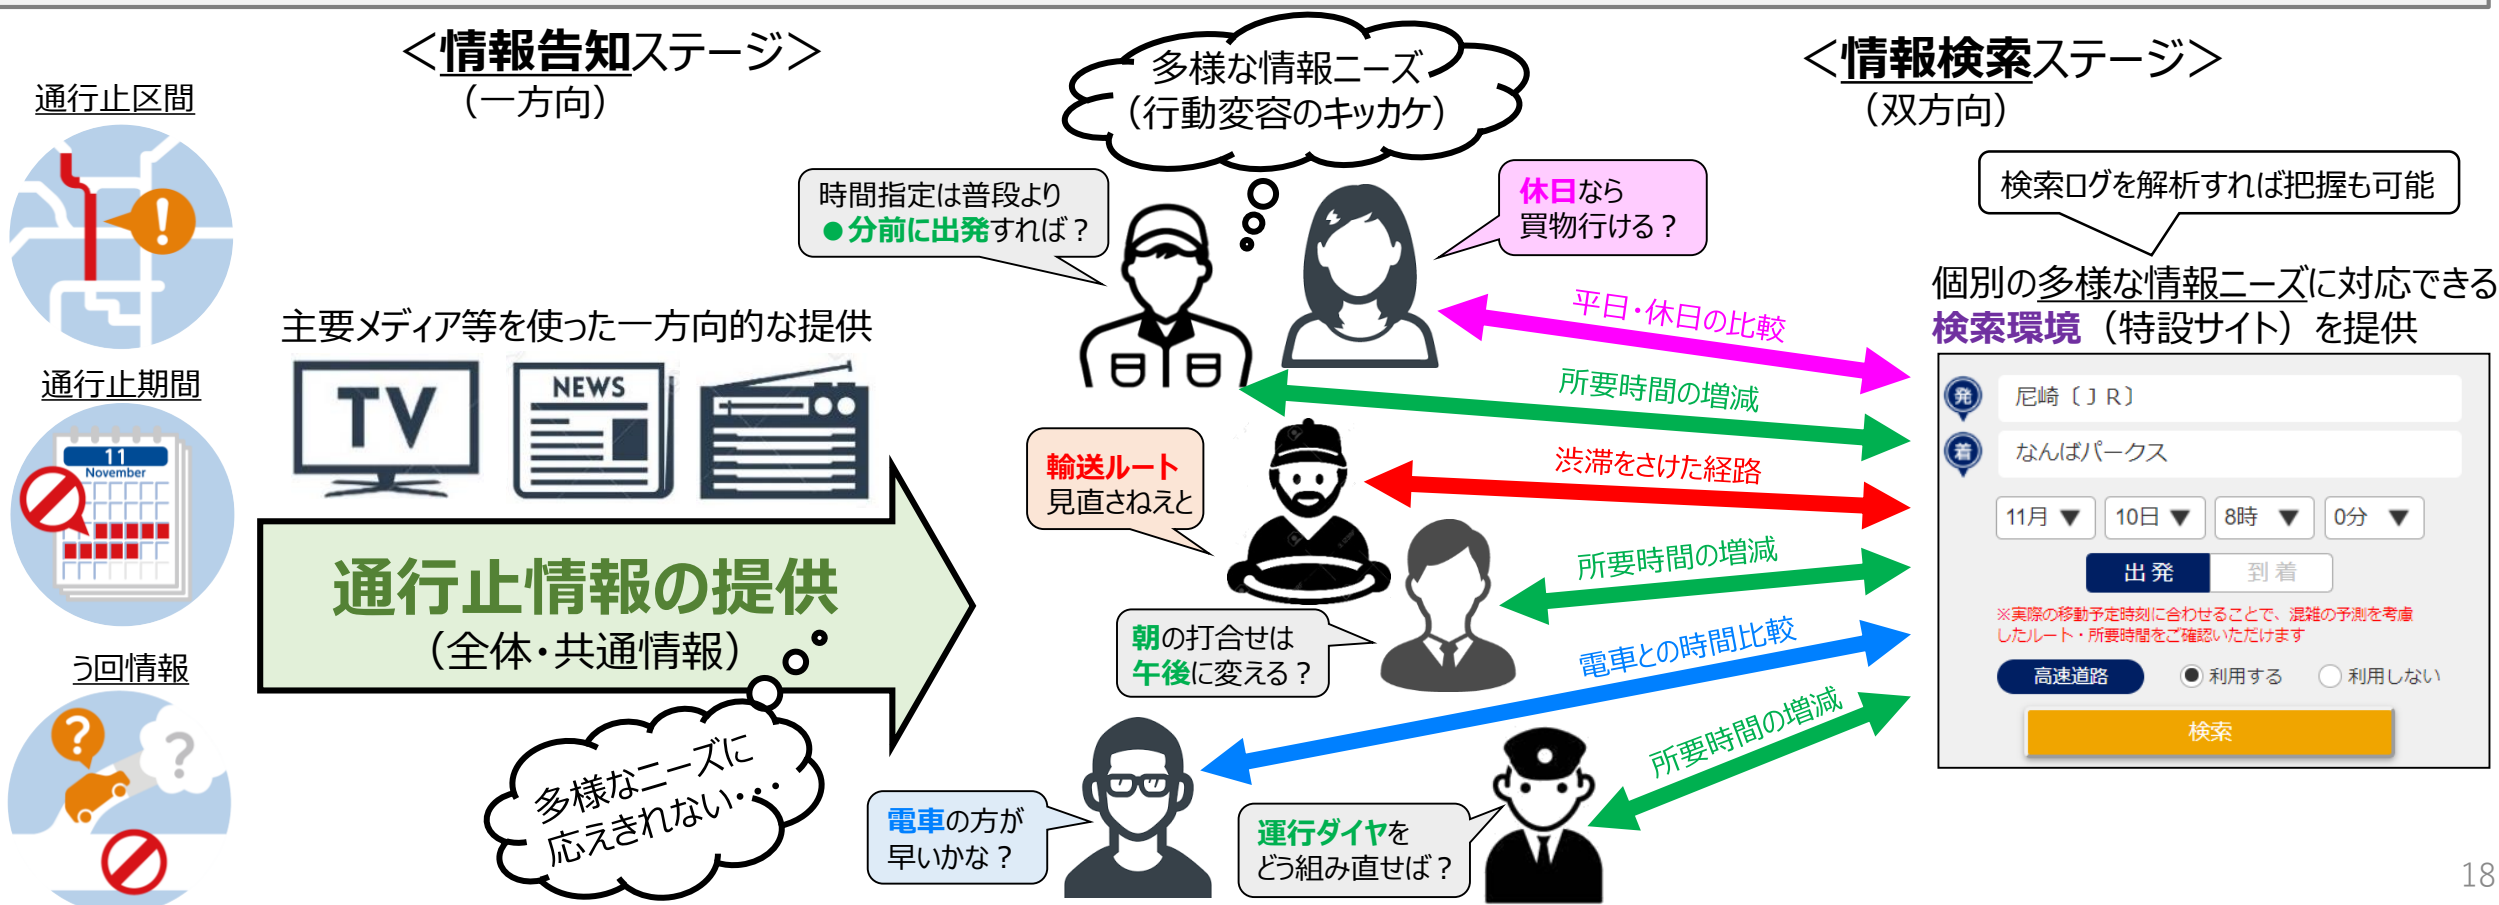 ＜情報告知ステージ＞
（一方向）
通行止区間
通行止期間
11
November
う回情報
?
?
主要メディア等を使った一方向的な提供
TV
NEWS
通行止情報の提供
（全体・共通情報）
多様なニーズに
応えきれない・・・
多様な情報ニーズ
（行動変容のキッカケ）
時間指定は普段より
●分前に出発すれば？
休日なら
買物行ける？
輸送ルート
見直さねえと
朝の打合せは
午後に変える？
電車の方が
早いかな？
運行ダイヤを
どう組み直せば？
平日・休日の比較
所要時間の増減
渋滞をさけた経路
所要時間の増減
電車との時間比較
所要時間の増減
＜情報検索ステージ＞
（双方向）
検索ログを解析すれば把握も可能
個別の多様な情報ニーズに対応できる
検索環境（特設サイト）を提供
発 尼崎〔ＪＲ〕
着 なんばパークス
11月 ▼ 10日 ▼ 8時 ▼ 0分 ▼
出発 到着
※実際の移動予定時刻に合わせることで、混雑の予測を考慮
したルート・所要時間をご確認いただけます
高速道路 利用する 利用しない
検索
18